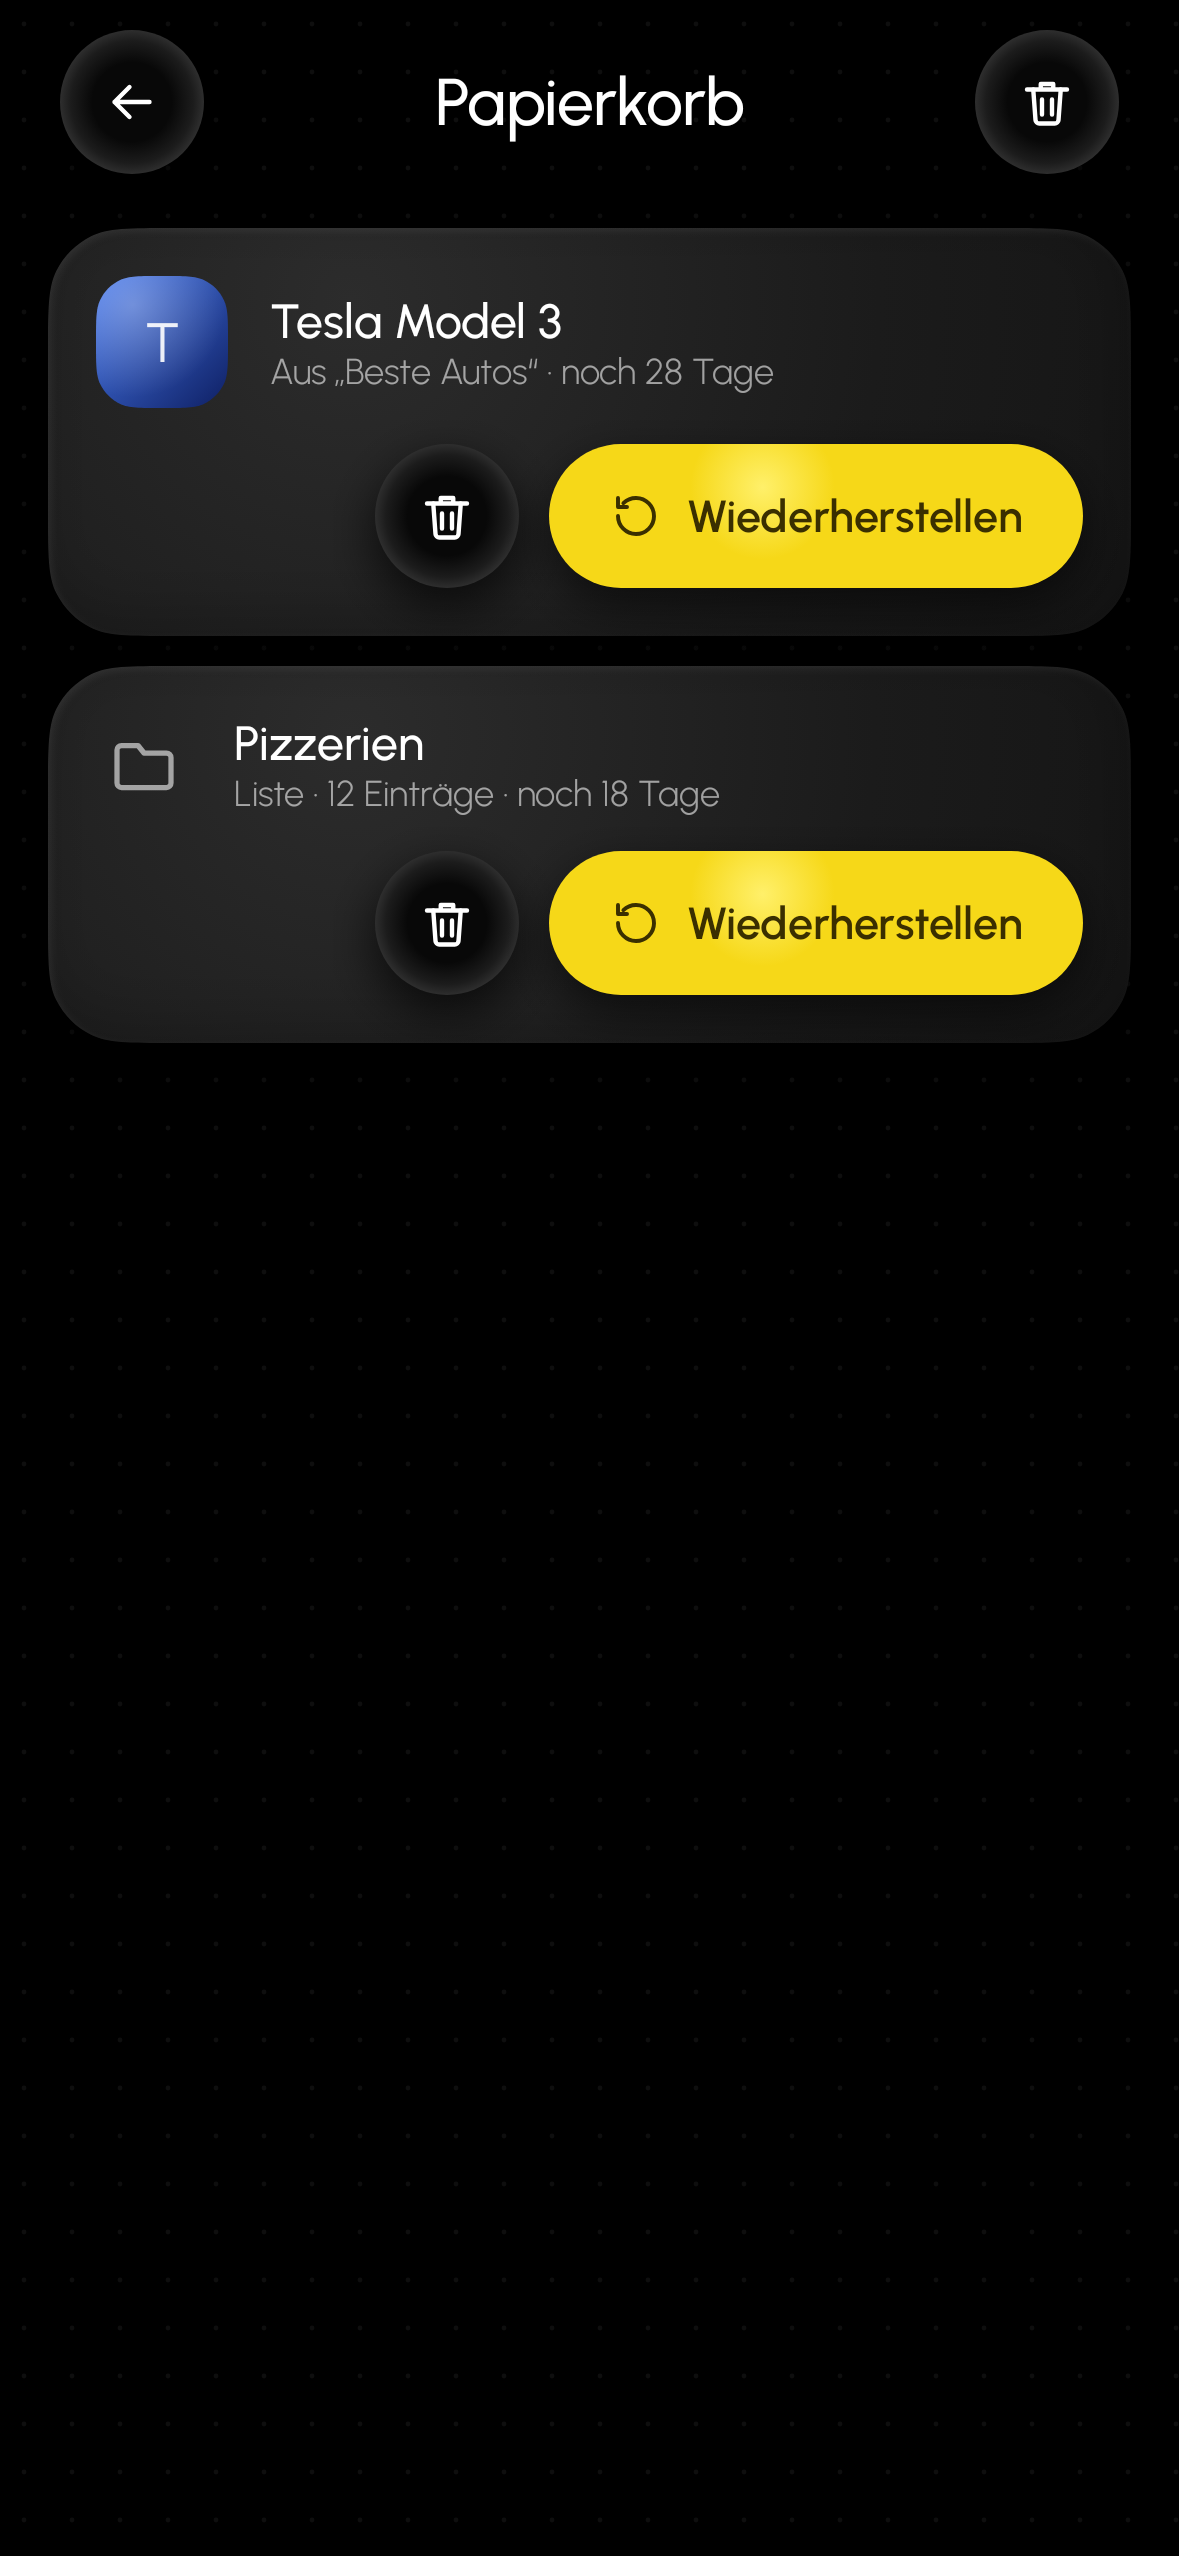 Papierkorb
T
Tesla Model 3
Aus „Beste Autos“ · noch 28 Tage
Wiederherstellen
Pizzerien
Liste · 12 Einträge · noch 18 Tage
Wiederherstellen